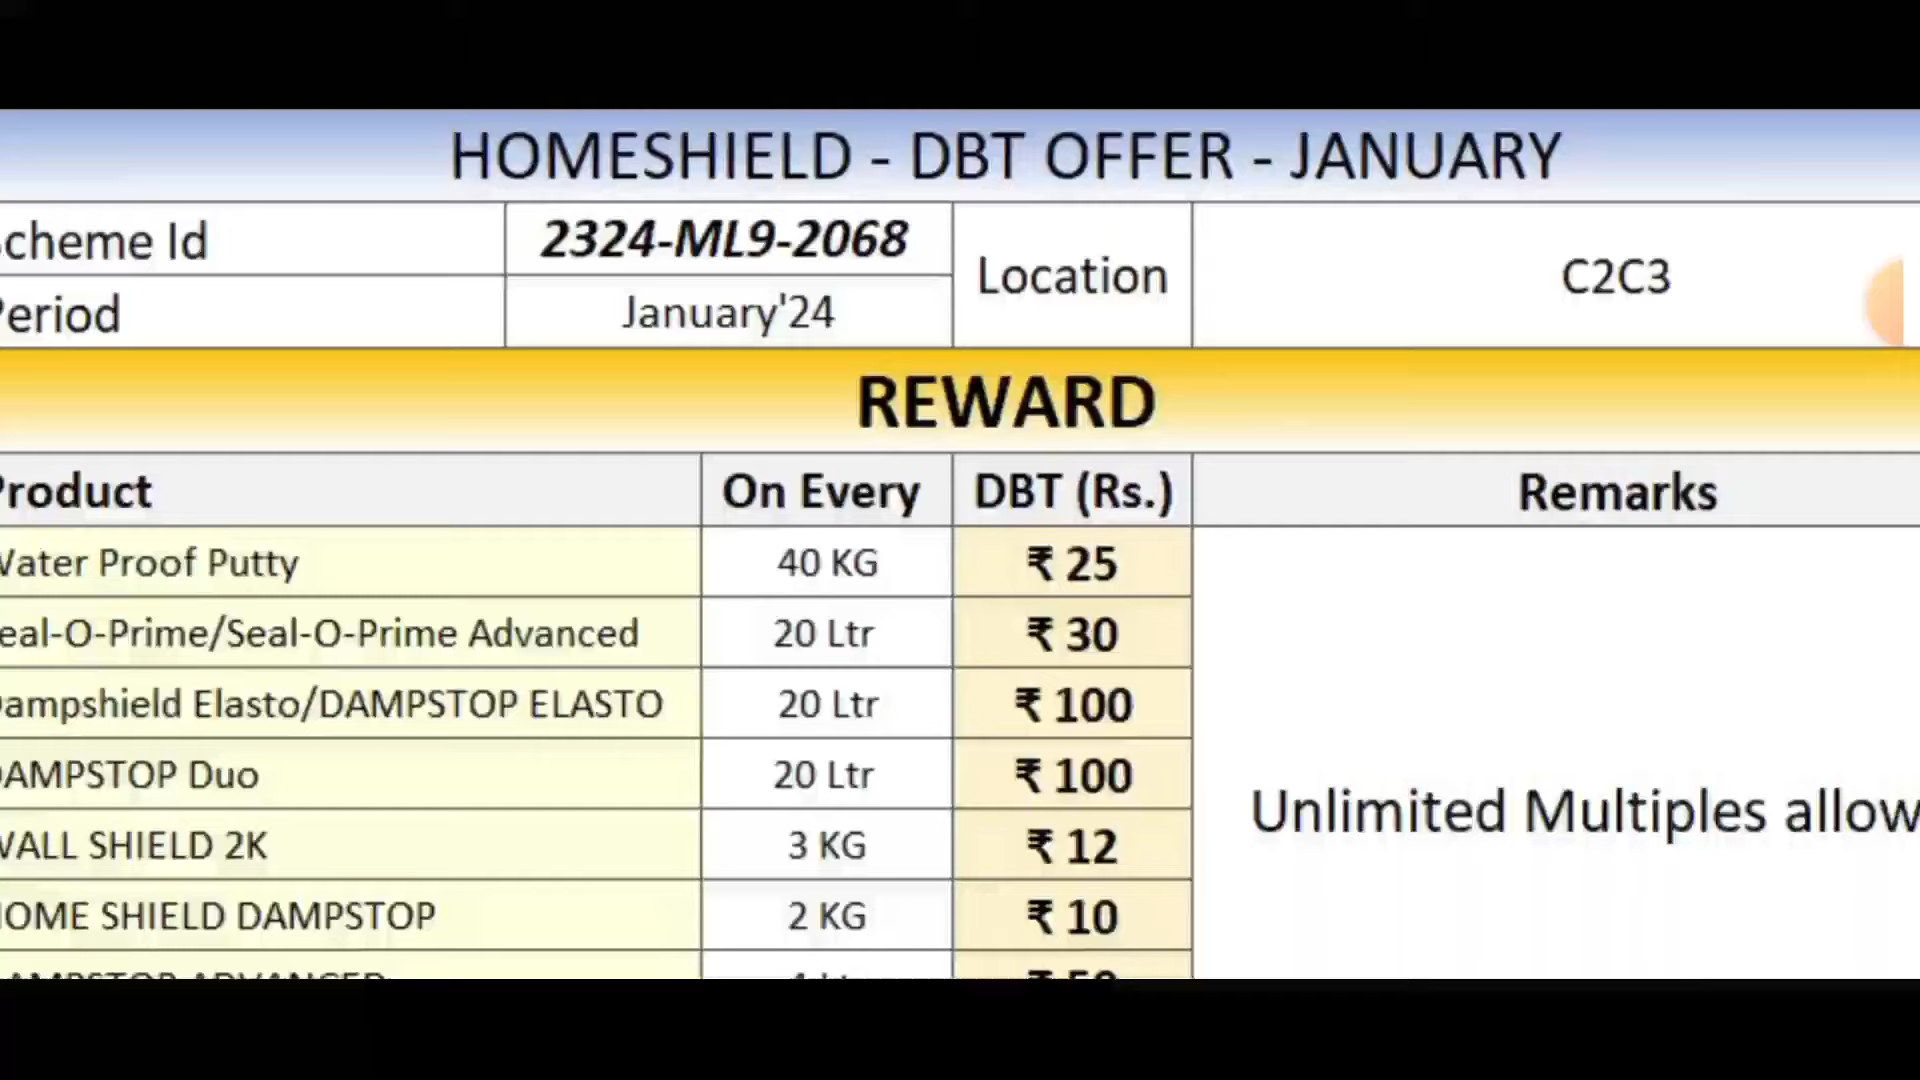 HOMESHIELD - DBT OFFER - JANUARY
cheme Id 2324-ML9-2068 Location C2C3
eriod January'24
REWARD
Product On Every DBT (Rs.) Remarks
Water Proof Putty 40 KG ₹ 25
eal-O-Prime/Seal-O-Prime Advanced 20 Ltr ₹ 30
ampshield Elasto/DAMPSTOP ELASTO 20 Ltr ₹ 100
AMPSTOP Duo 20 Ltr ₹ 100
WALL SHIELD 2K 3 KG ₹ 12
OME SHIELD DAMPSTOP 2 KG ₹ 10
Unlimited Multiples allow